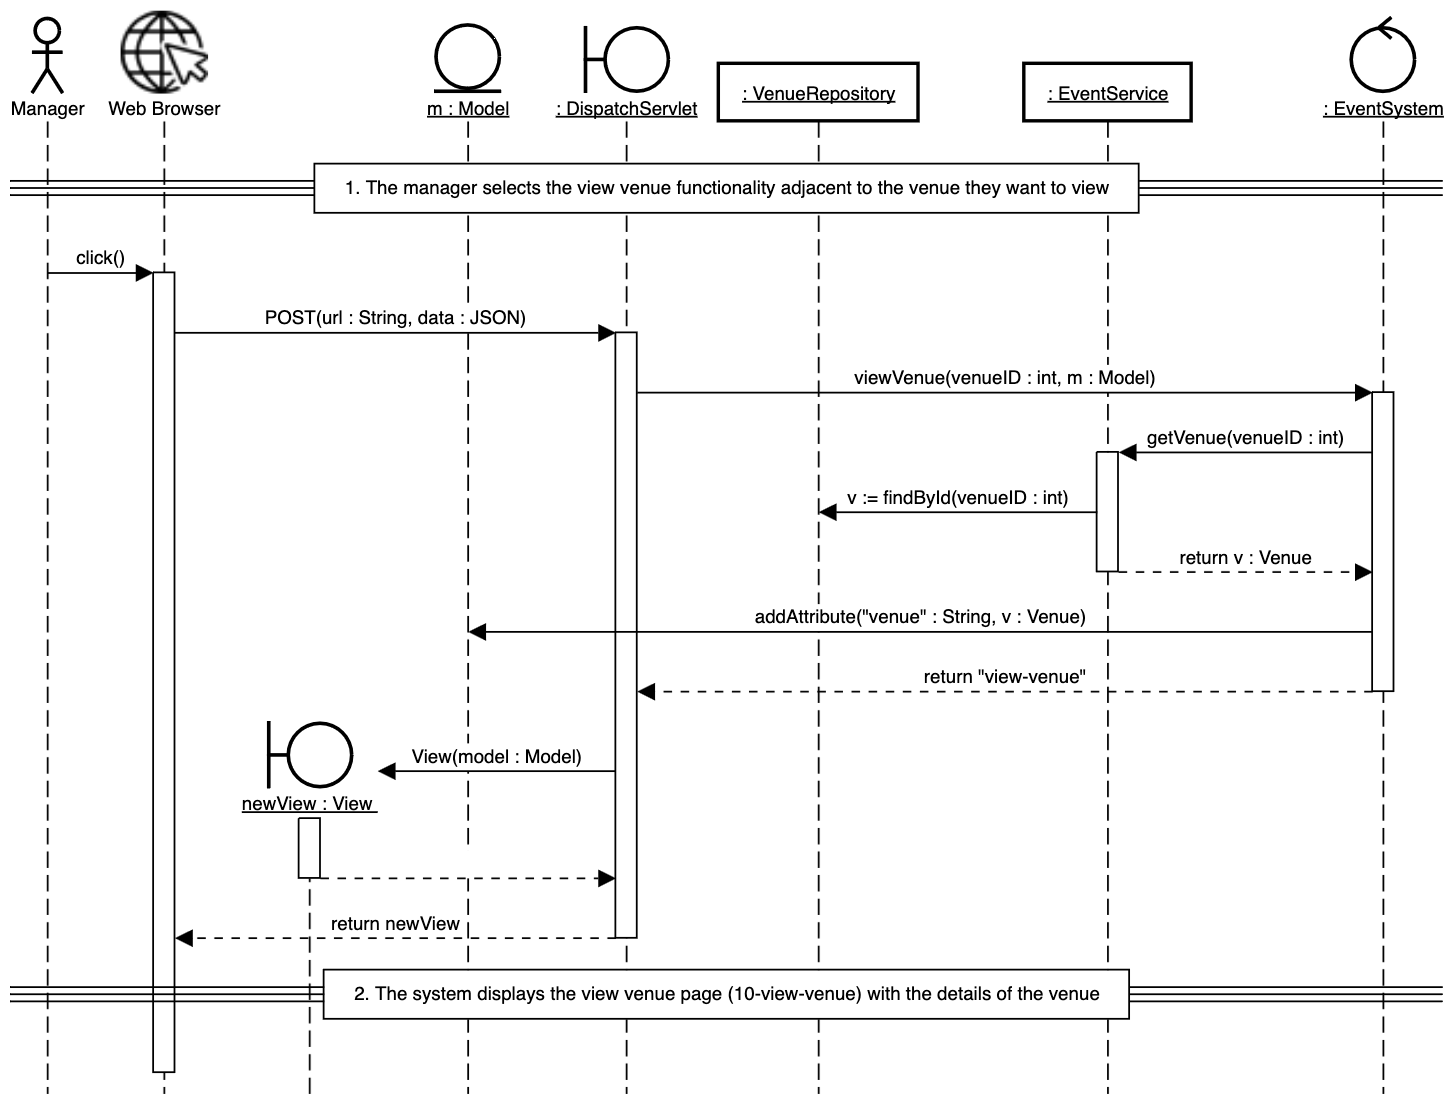 Manager
Web Browser
m : Model
: DispatchServlet
: VenueRepository
: EventService
: EventSystem
1. The manager selects the view venue functionality adjacent to the venue they want to view
click()
POST(url : String, data : JSON)
viewVenue(venueID : int, m : Model)
getVenue(venueID : int)
v := findById(venueID : int)
return v : Venue
addAttribute("venue" : String, v : Venue)
return "view-venue"
View(model : Model)
newView : View
return newView
2. The system displays the view venue page (10-view-venue) with the details of the venue